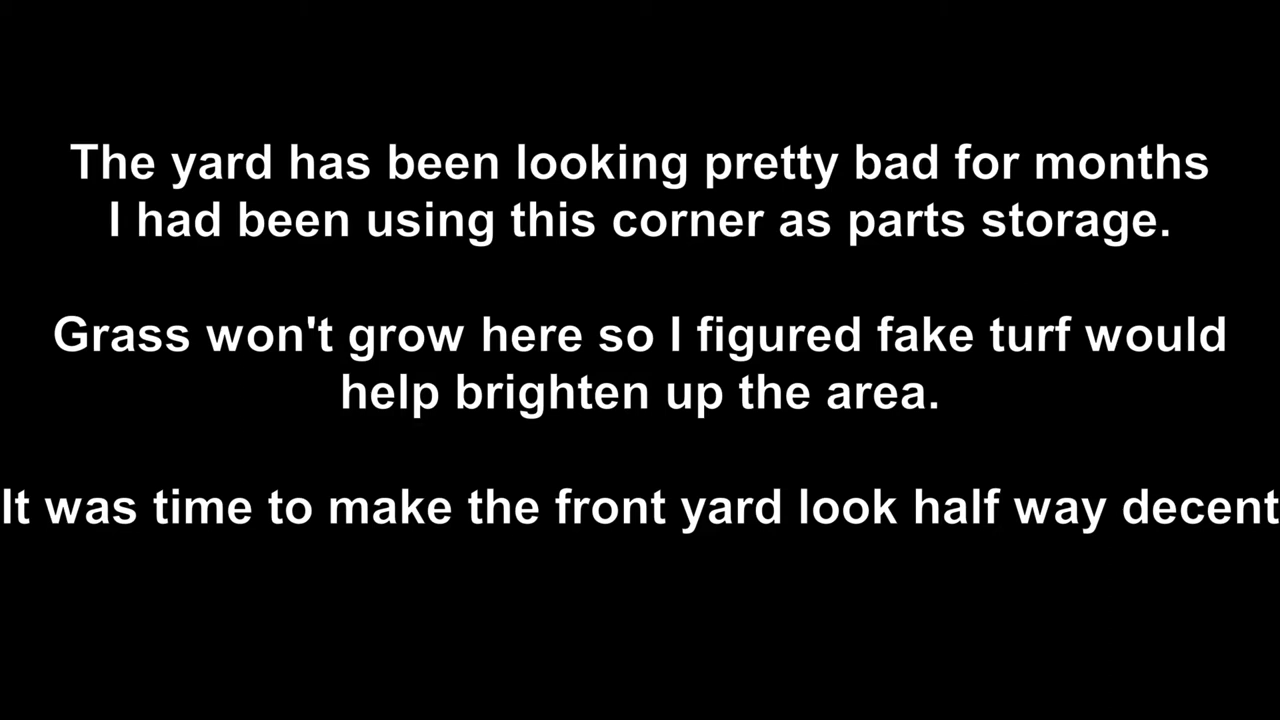 The yard has been looking pretty bad for months
I had been using this corner as parts storage.
Grass won't grow here so I figured fake turf would
help brighten up the area.
It was time to make the front yard look half way decent